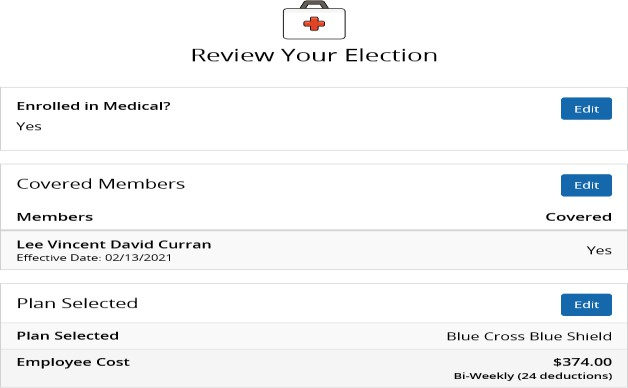 Review Your Election
Enrolled in Medical?
Edit
Yes
Covered Members
Edit
Members Covered
Lee Vincent David Curran
Effective Date: 02/13/2021
Yes
Plan Selected
Edit
Plan Selected Blue Cross Blue Shield
Employee Cost $374.00
Bi-Weekly (24 deductions)